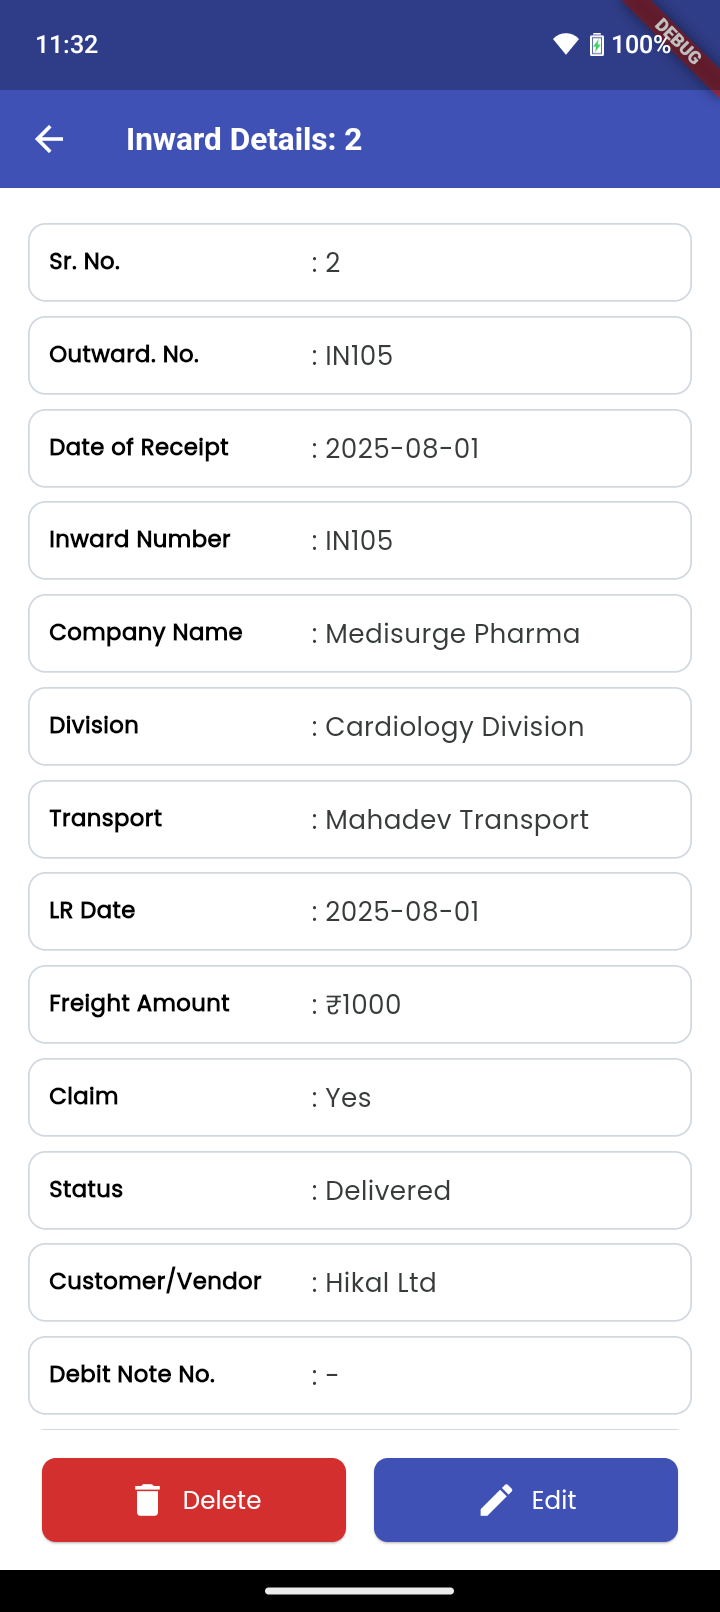 11:32
100%
DEBUG
Inward Details: 2
Sr. No. : 2
Outward. No. : IN105
Date of Receipt : 2025-08-01
Inward Number : IN105
Company Name : Medisurge Pharma
Division : Cardiology Division
Transport : Mahadev Transport
LR Date : 2025-08-01
Freight Amount : ₹1000
Claim : Yes
Status : Delivered
Customer/Vendor : Hikal Ltd
Debit Note No. : -
Delete
Edit